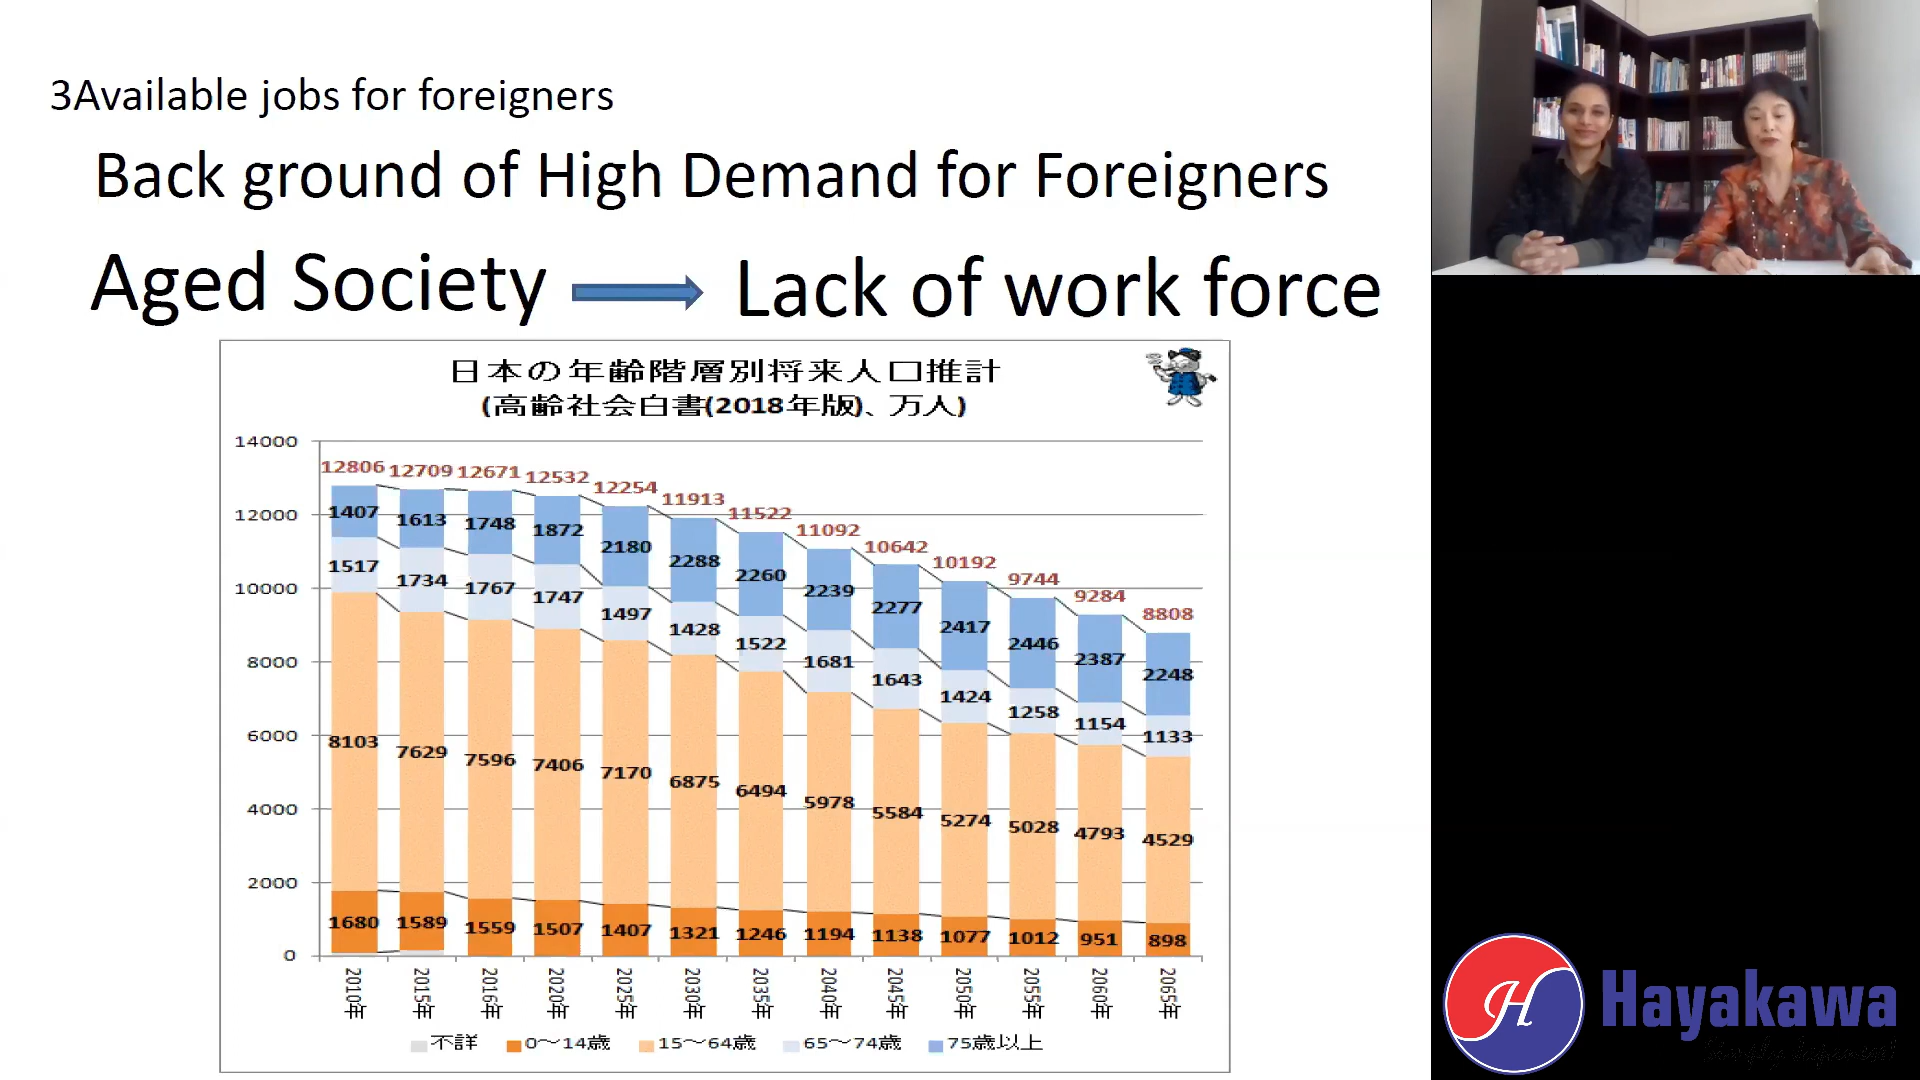 3Available jobs for foreigners
Back ground of High Demand for Foreigners
Aged Society
Lack of work force
日本の年齢階層別将来人口推計
(高齢社会白書(2018年版)、万人)
14000
12000
10000
8000
6000
4000
2000
0
12806 12709 12671 12532 12254 11913 11522 11092 10642 10192 9744 9284 8808
1407 1613 1748 1872 2180 2288 2260 2239 2277 2417 2446 2387 2248
1517 1734 1767 1747 1497 1428 1522 1681 1643 1424 1258 1154 1133
8103 7629 7596 7406 7170 6875 6494 5978 5584 5274 5028 4793 4529
1680 1589 1559 1507 1407 1321 1246 1194 1138 1077 1012 951 898
2010年 2015年 2016年 2020年 2025年 2030年 2035年 2040年 2045年 2050年 2055年 2060年 2065年
不詳 0～14歳 15～64歳 65～74歳 75歳以上
H
Hayakawa